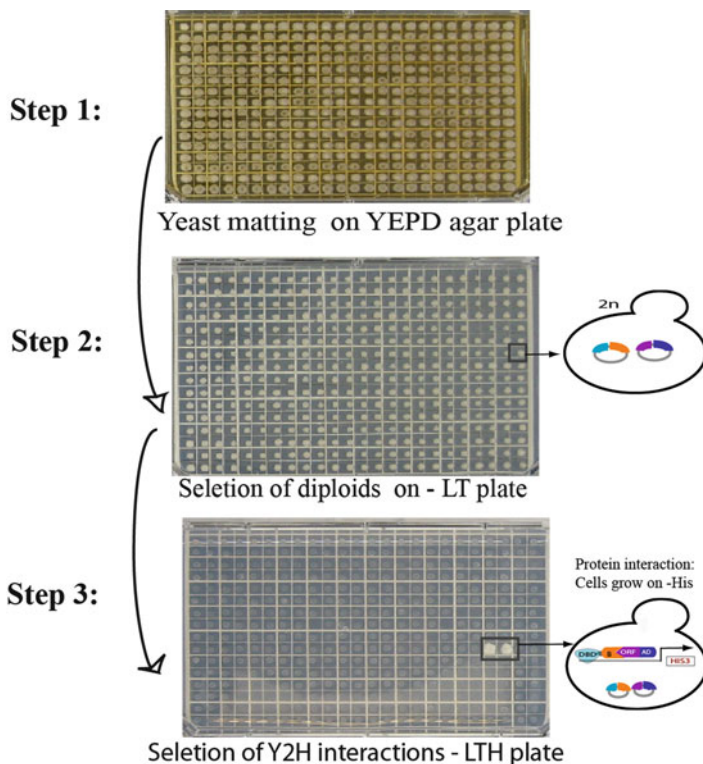 Step 1:
Yeast matting on YEPD agar plate
Step 2:
2n
Seletion of diploids on - LT plate
Step 3:
Protein interaction:
Cells grow on -His
DBD B ORF AD
HIS3
Seletion of Y2H interactions - LTH plate